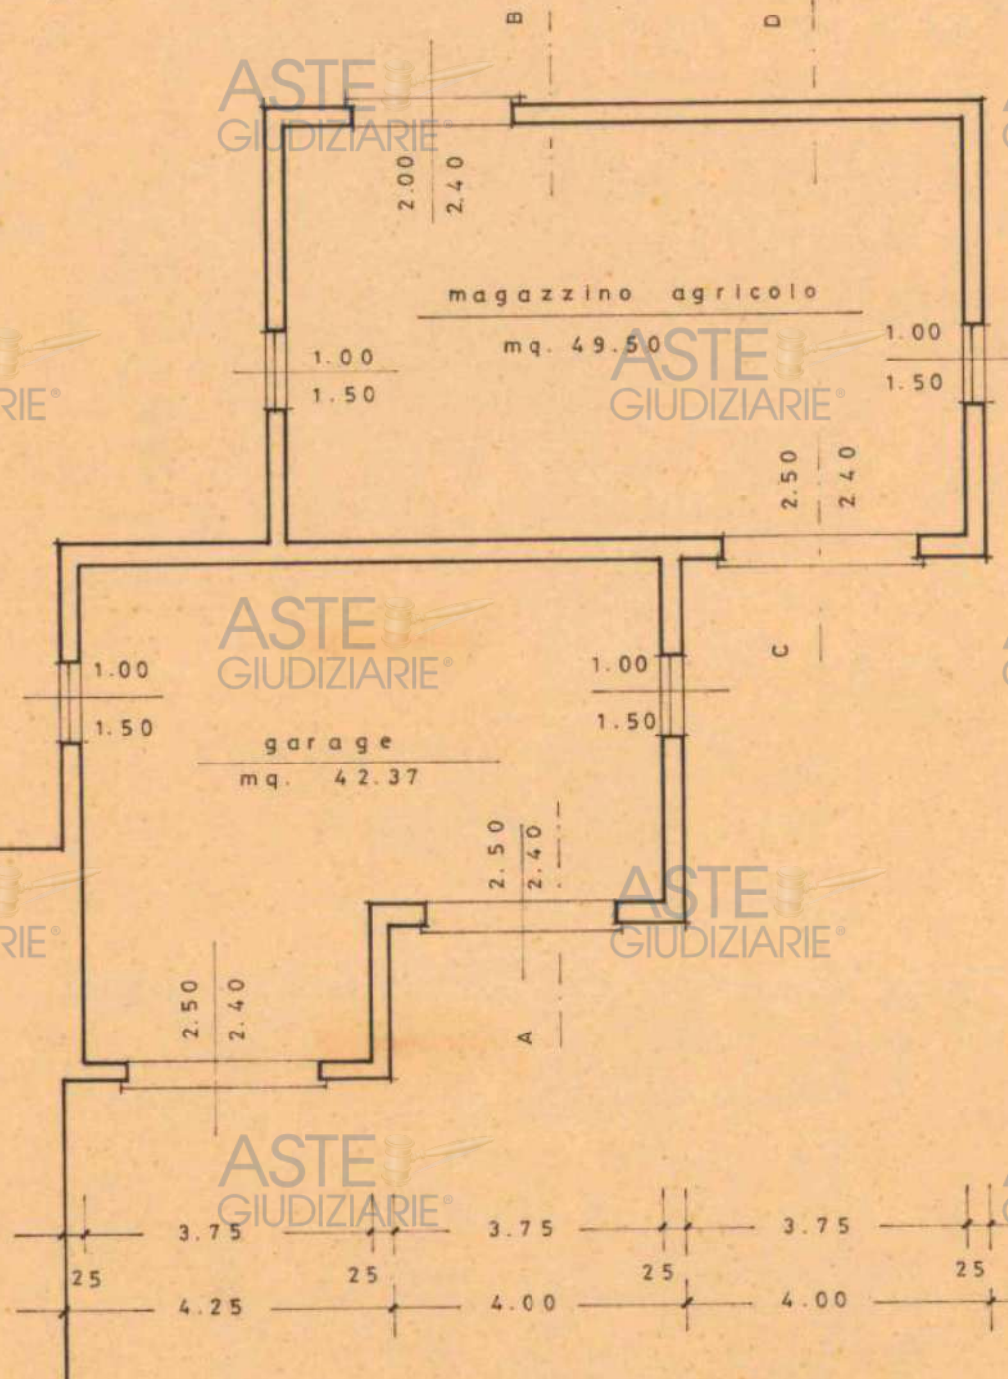 B
D
ASTE
GIUDIZIARIE®
2.00
2.40
magazzino agricolo
mq. 49.50
ASTE
GIUDIZIARIE®
1.00
1.50
1.00
1.50
RIE®
2.50
2.40
ASTE
GIUDIZIARIE®
C
1.00
1.50
1.00
1.50
garage
mq. 42.37
2.50
2.40
ASTE
GIUDIZIARIE®
RIE®
2.50
2.40
A
ASTE
GIUDIZIARIE®
3.75 3.75 3.75
25 25 25 25
4.25 4.00 4.00